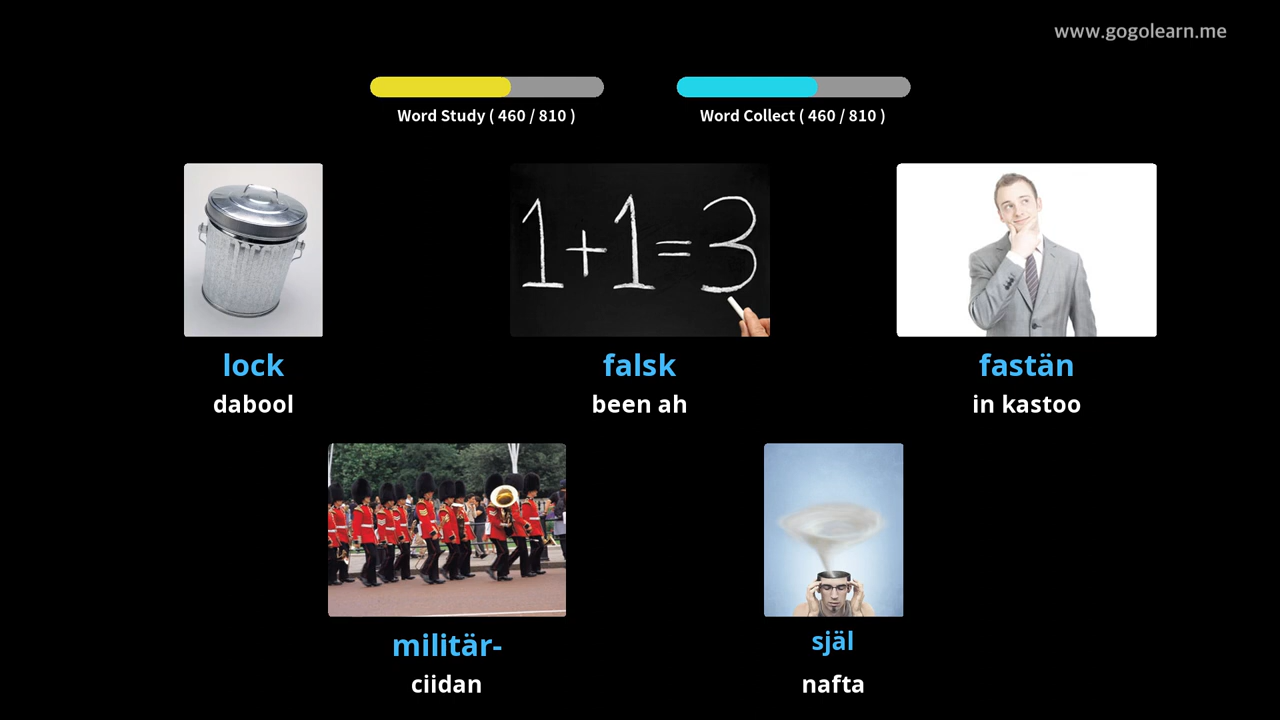 www.gogolearn.me
Word Study ( 460 / 810 )
Word Collect ( 460 / 810 )
1+1=3
lock
falsk
fastän
dabool
been ah
in kastoo
militär-
själ
ciidan
nafta